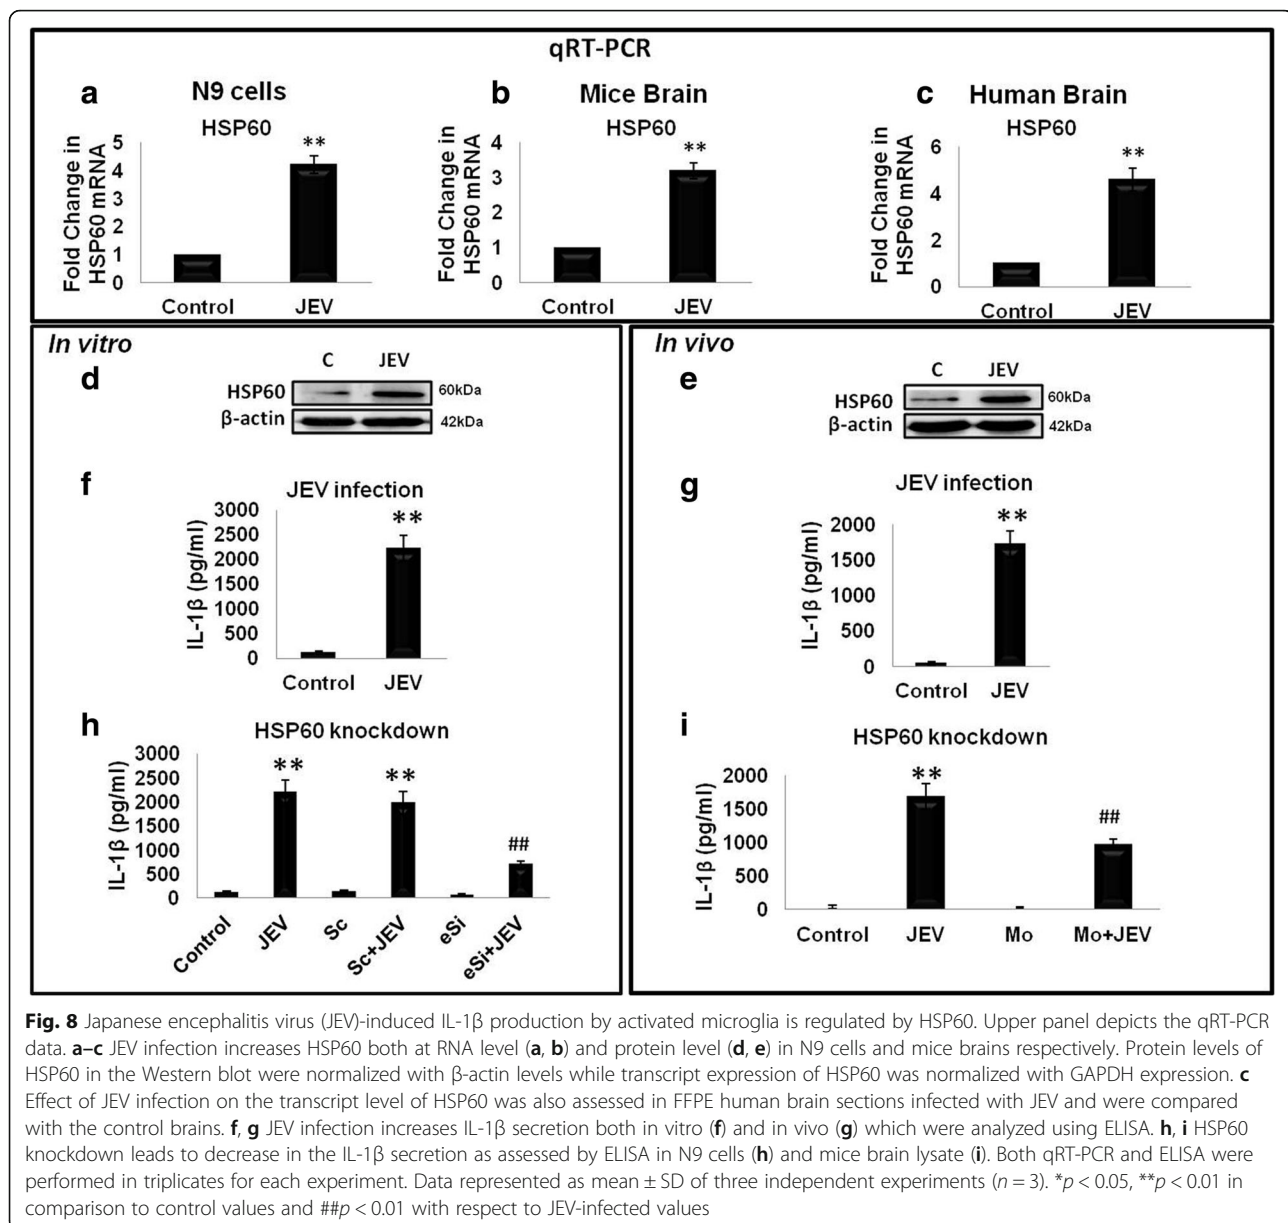 qRT-PCR
a
N9 cells
HSP60
Fold Change in
HSP60 mRNA
5
4
3
2
1
0
**
Control
JEV
b
Mice Brain
HSP60
Fold Change in
HSP60 mRNA
4
3
2
1
0
**
Control
JEV
c
Human Brain
HSP60
Fold Change in
HSP60 mRNA
6
4
2
0
**
Control
JEV
In vitro
d
C
JEV
HSP60
60kDa
β-actin
42kDa
f
JEV infection
IL-1β (pg/ml)
3000
2500
2000
1500
1000
500
0
**
Control
JEV
h
HSP60 knockdown
IL-1β (pg/ml)
3000
2500
2000
1500
1000
500
0
**
**
##
Control
JEV
Sc
Sc+JEV
eSi
eSi+JEV
In vivo
e
C
JEV
HSP60
60kDa
β-actin
42kDa
g
JEV infection
IL-1β (pg/ml)
2000
1500
1000
500
0
**
Control
JEV
i
HSP60 knockdown
IL-1β (pg/ml)
2000
1500
1000
500
0
**
##
Control
JEV
Mo
Mo+JEV
Fig. 8 Japanese encephalitis virus (JEV)-induced IL-1β production by activated microglia is regulated by HSP60. Upper panel depicts the qRT-PCR
data. a–c JEV infection increases HSP60 both at RNA level (a, b) and protein level (d, e) in N9 cells and mice brains respectively. Protein levels of
HSP60 in the Western blot were normalized with β-actin levels while transcript expression of HSP60 was normalized with GAPDH expression. c
Effect of JEV infection on the transcript level of HSP60 was also assessed in FFPE human brain sections infected with JEV and were compared
with the control brains. f, g JEV infection increases IL-1β secretion both in vitro (f) and in vivo (g) which were analyzed using ELISA. h, i HSP60
knockdown leads to decrease in the IL-1β secretion as assessed by ELISA in N9 cells (h) and mice brain lysate (i). Both qRT-PCR and ELISA were
performed in triplicates for each experiment. Data represented as mean ± SD of three independent experiments (n = 3). *p < 0.05, **p < 0.01 in
comparison to control values and ##p < 0.01 with respect to JEV-infected values